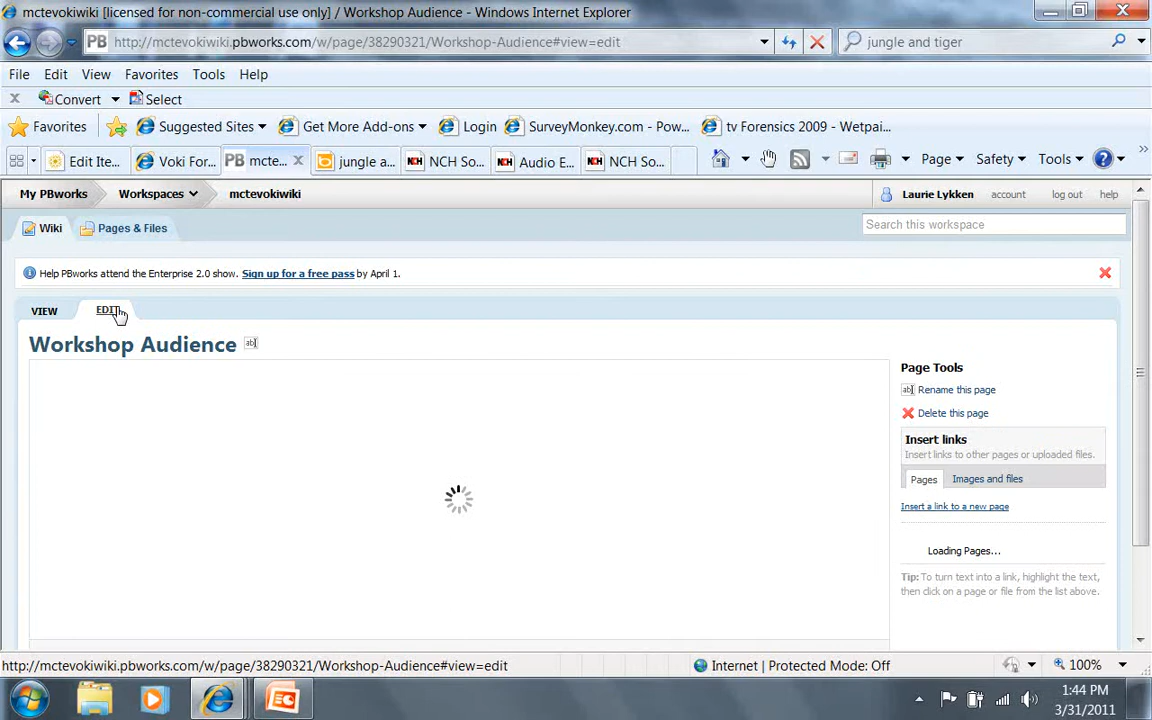 mctevokiwiki [licensed for non-commercial use only] / Workshop Audience - Windows Internet Explorer
PB http://mctevokiwiki.pbworks.com/w/page/38290321/Workshop-Audience#view=edit jungle and tiger
File Edit View Favorites Tools Help
Convert Select
Favorites Suggested Sites Get More Add-ons Login SurveyMonkey.com - Pow... tv Forensics 2009 - Wetpai...
Edit Ite... Voki For... PB mcte... jungle a... NCH NCH So... NCH Audio E... NCH NCH So... Page Safety Tools
My PBworks Workspaces mctevokiwiki Laurie Lykken account log out help
Wiki Pages & Files Search this workspace
Help PBworks attend the Enterprise 2.0 show. Sign up for a free pass by April 1.
VIEW EDIT
Workshop Audience ab
Page Tools
ab Rename this page
Delete this page
Insert links
Insert links to other pages or uploaded files.
Pages Images and files
Insert a link to a new page
Loading Pages...
Tip: To turn text into a link, highlight the text,
then click on a page or file from the list above.
http://mctevokiwiki.pbworks.com/w/page/38290321/Workshop-Audience#view=edit Internet | Protected Mode: Off 100%
1:44 PM
3/31/2011